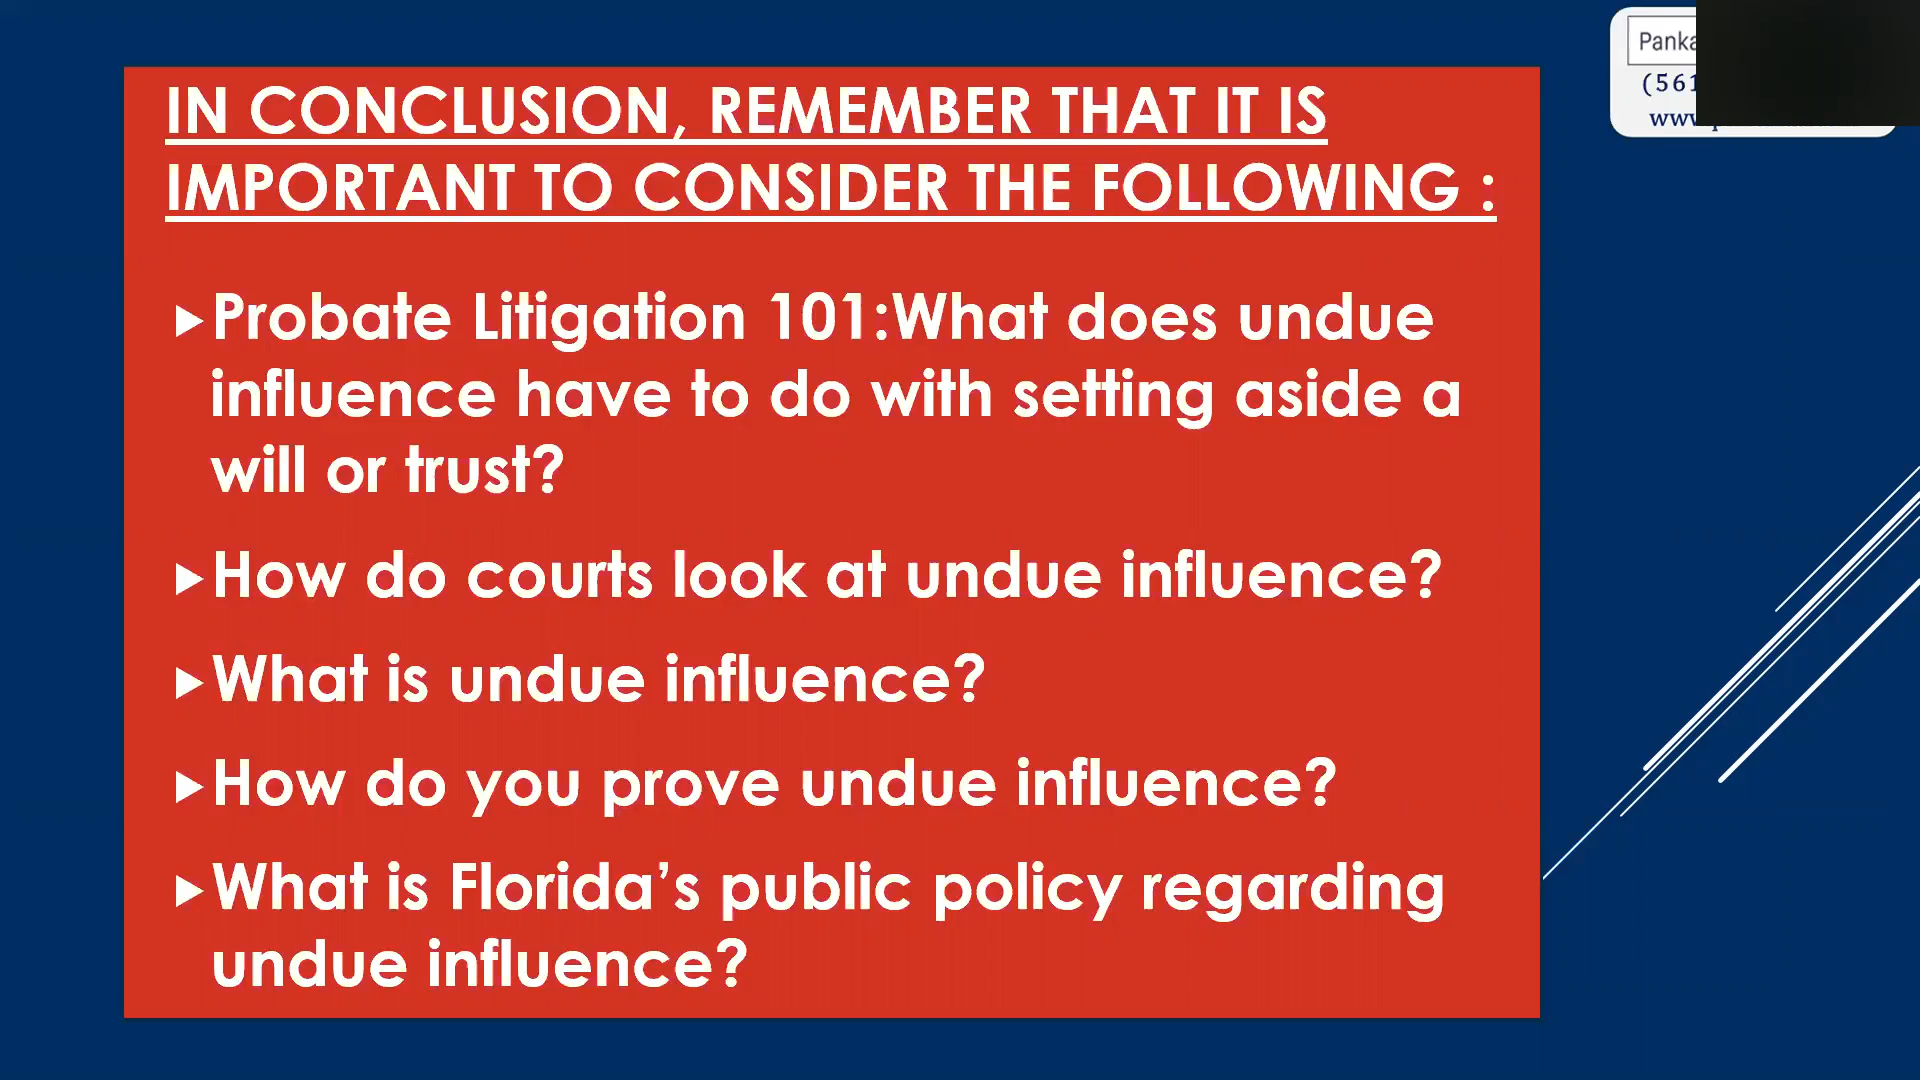 IN CONCLUSION, REMEMBER THAT IT IS
IMPORTANT TO CONSIDER THE FOLLOWING :
▶Probate Litigation 101:What does undue
influence have to do with setting aside a
will or trust?
▶How do courts look at undue influence?
▶What is undue influence?
▶How do you prove undue influence?
▶What is Florida’s public policy regarding
undue influence?
Panka
(561
www